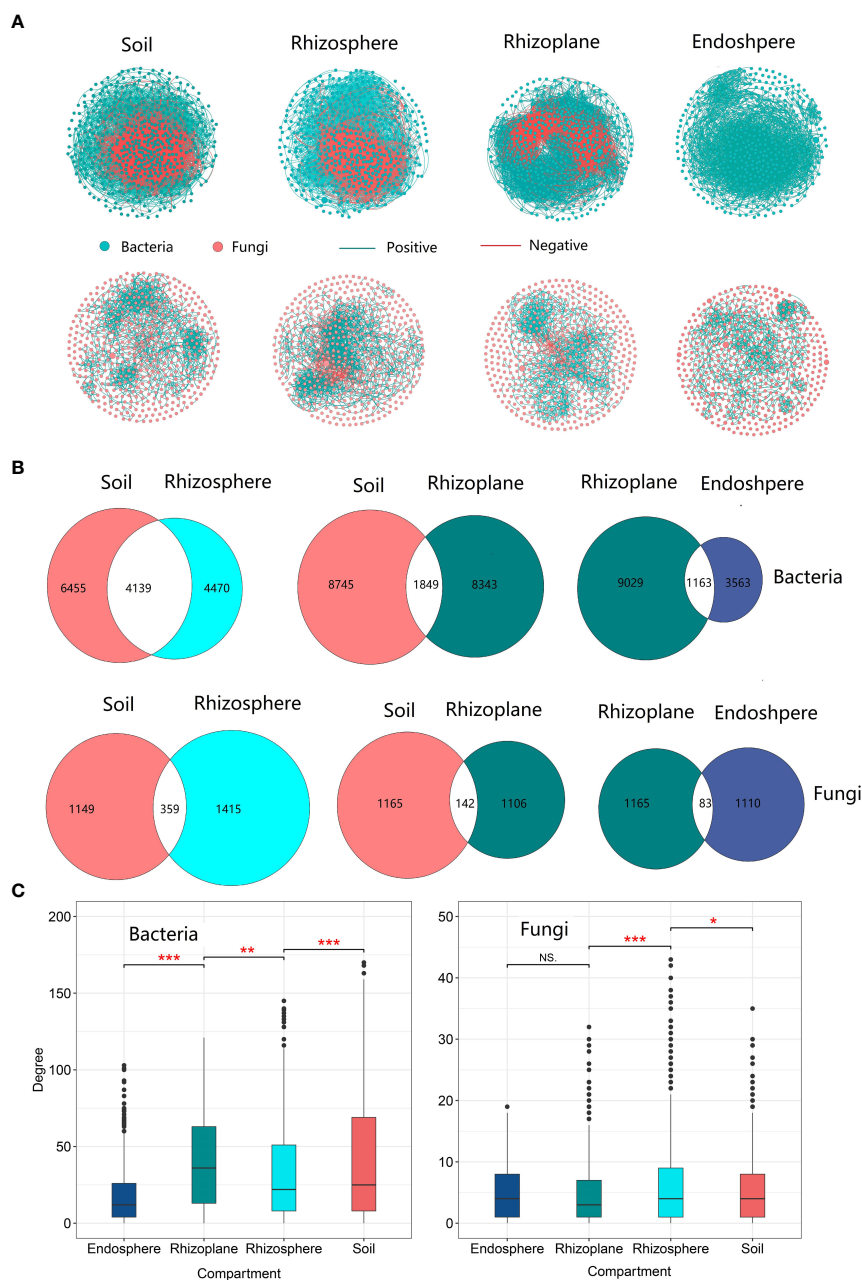 A
Soil Rhizosphere Rhizoplane Endoshpere
Bacteria Fungi Positive Negative
B
Soil Rhizosphere Soil Rhizoplane Rhizoplane Endoshpere
6455 4139 4470 8745 1849 8343 9029 1163 3563 Bacteria
Soil Rhizosphere Soil Rhizoplane Rhizoplane Endoshpere
1149 359 1415 1165 142 1106 1165 83 1110 Fungi
C
Bacteria
*** ** ***
200
150
100
50
0
Degree
Endosphere Rhizoplane Rhizosphere Soil
Compartment
Fungi
NS. *** *
50
40
30
20
10
0
Endosphere Rhizoplane Rhizosphere Soil
Compartment